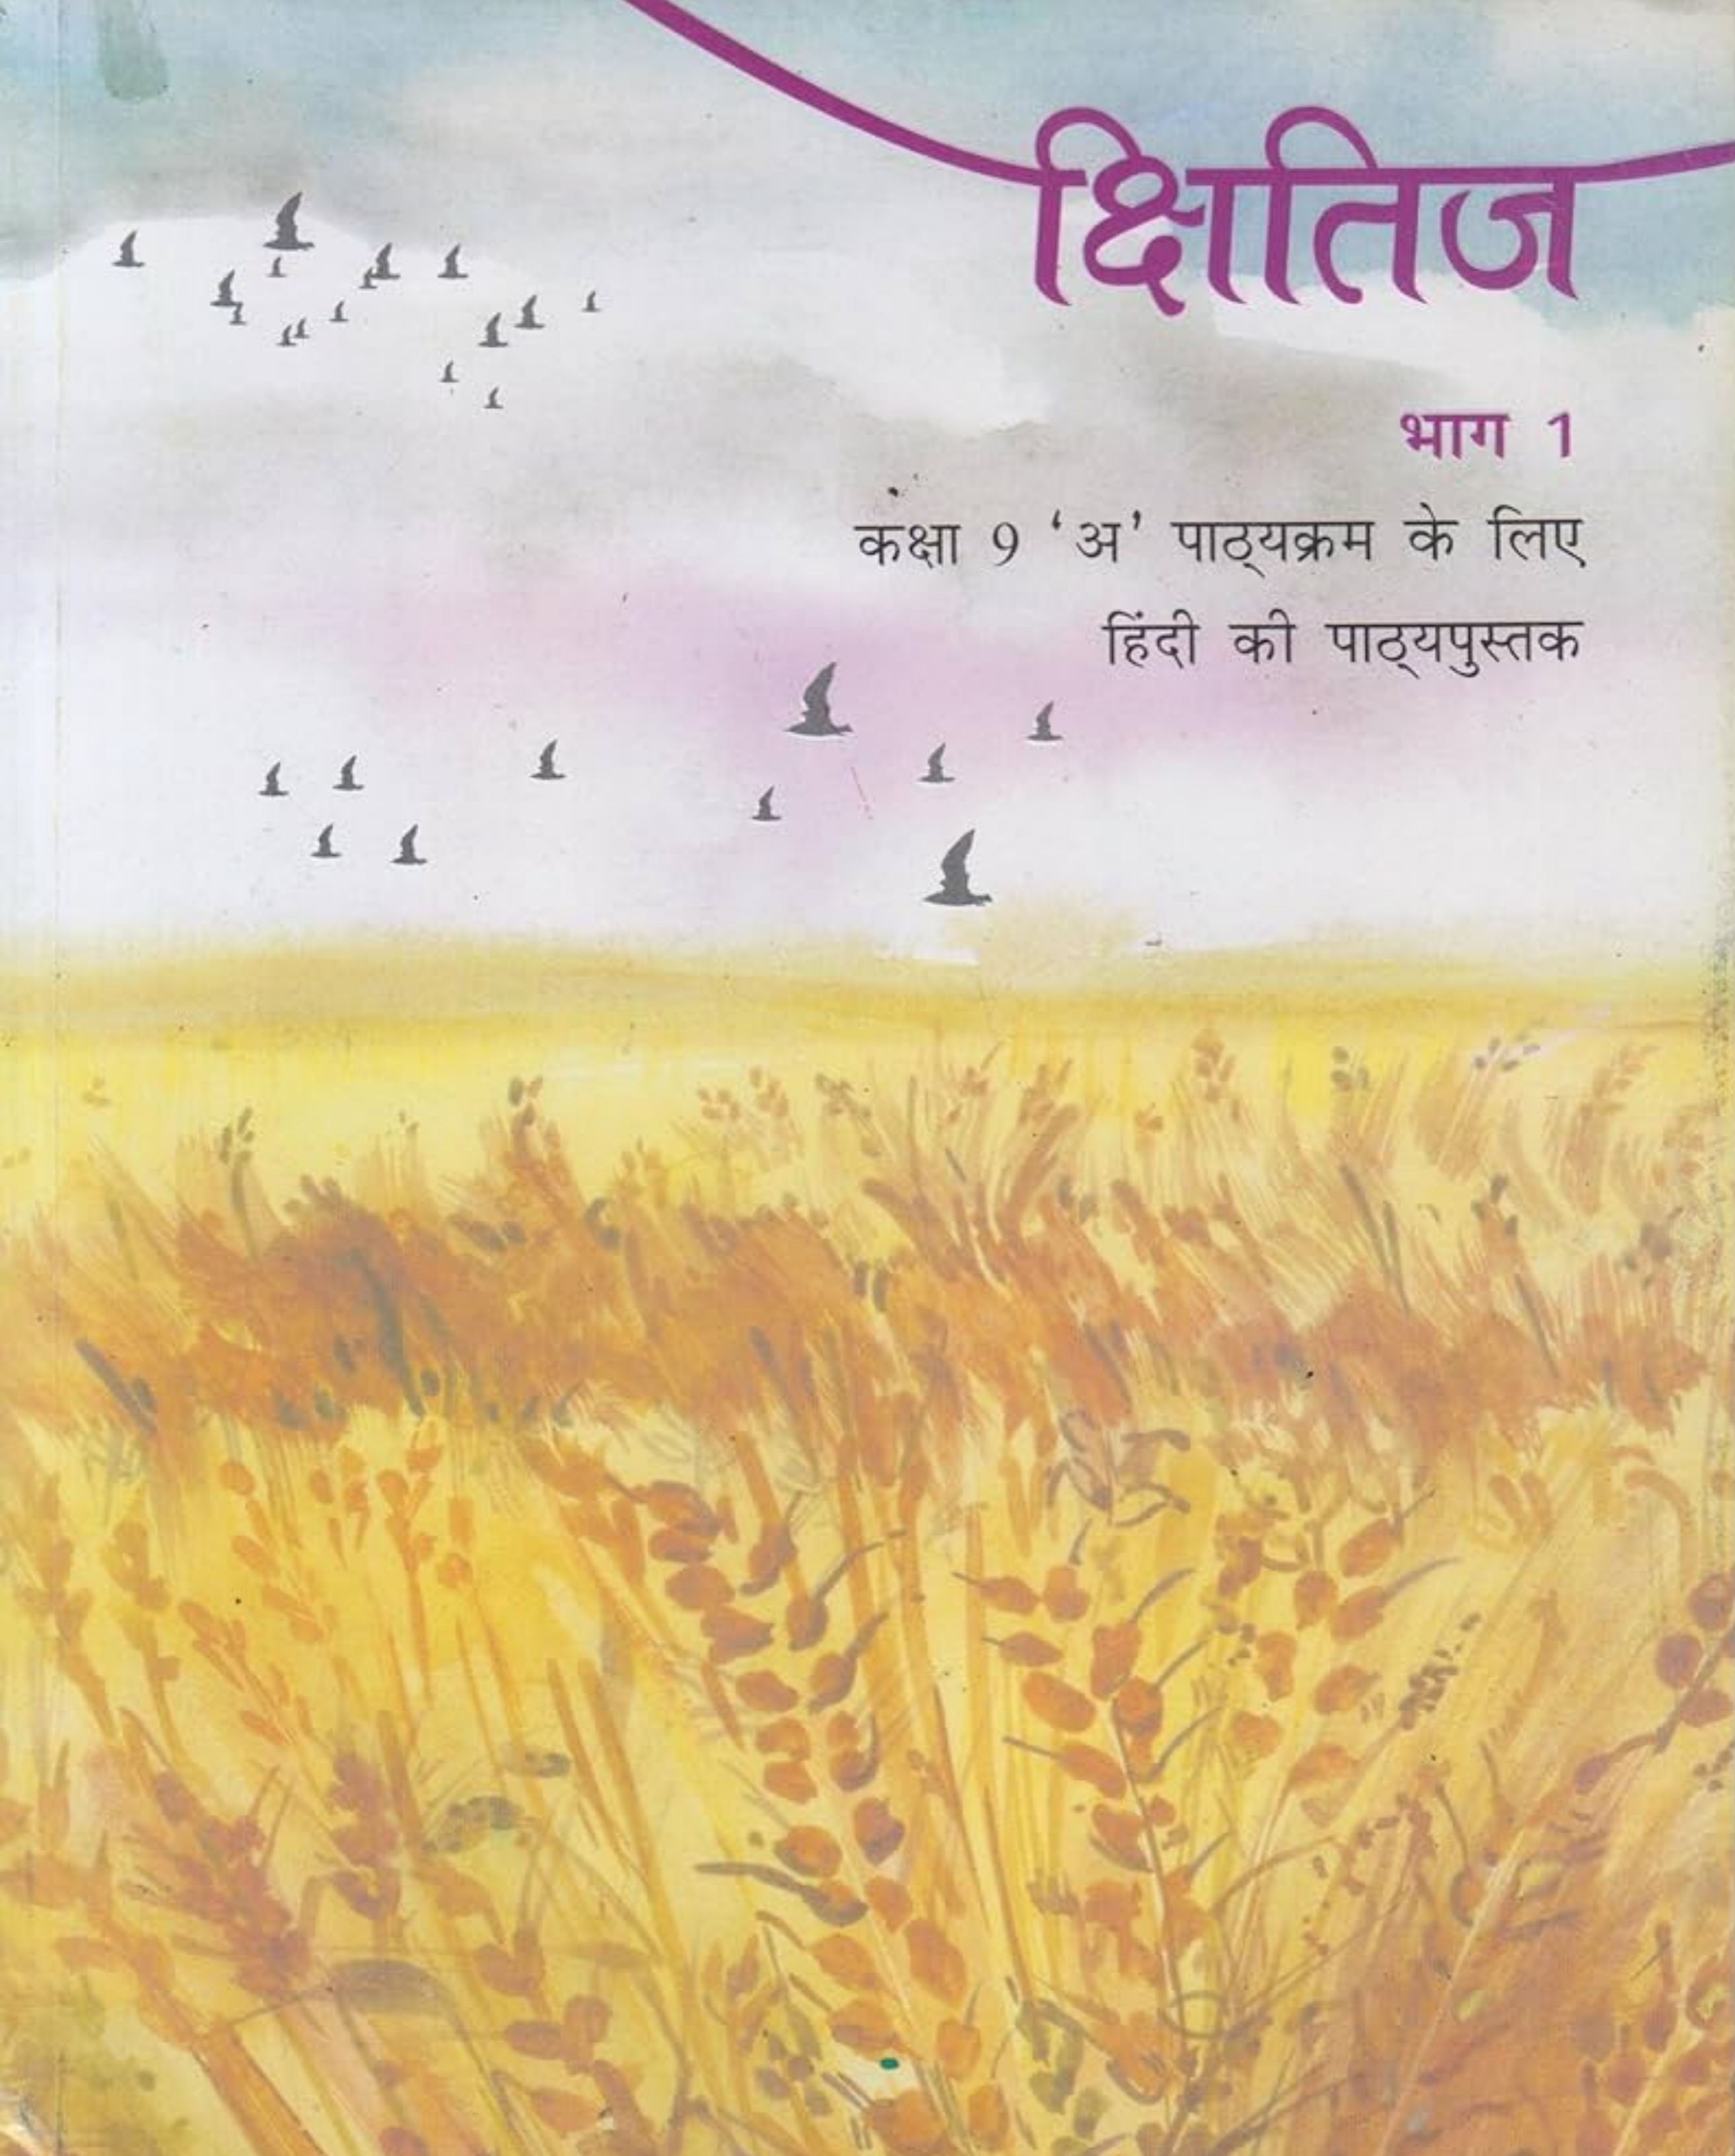 क्षितिज
भाग 1
कक्षा 9 ‘अ’ पाठ्यक्रम के लिए
हिंदी की पाठ्यपुस्तक